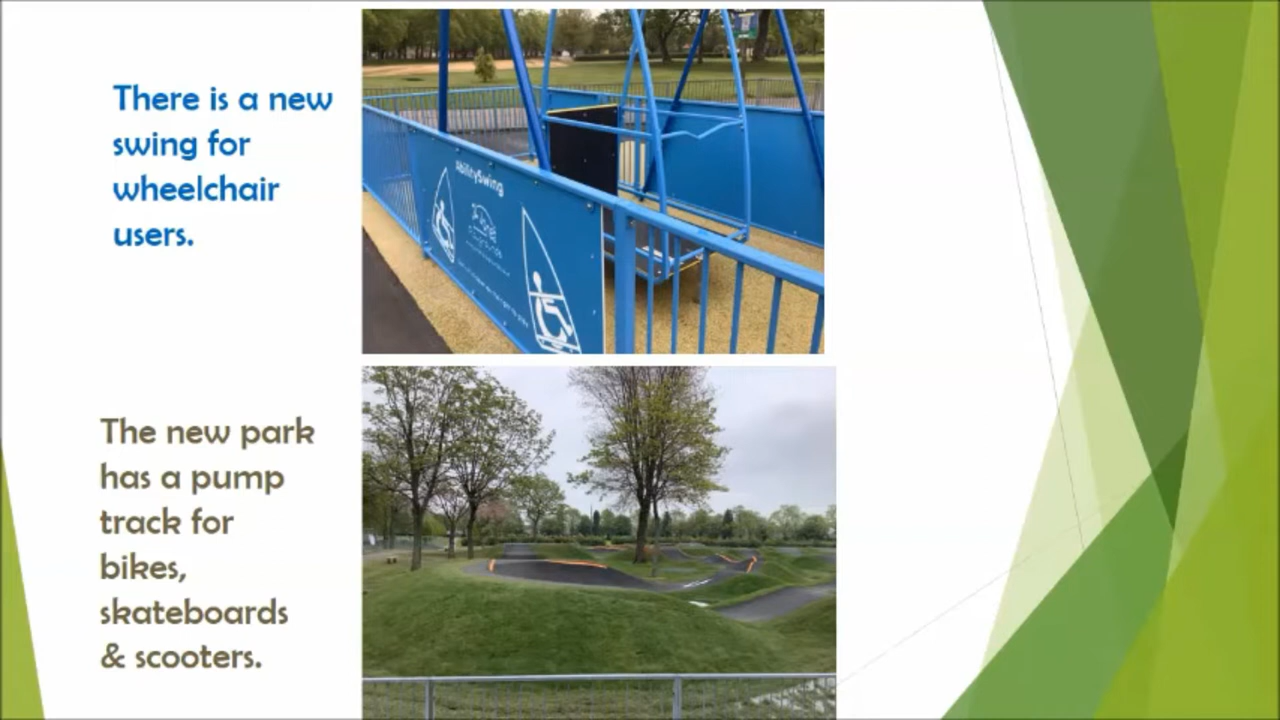 There is a new
swing for
wheelchair
users.
AbilitySwing
The new park
has a pump
track for
bikes,
skateboards
& scooters.